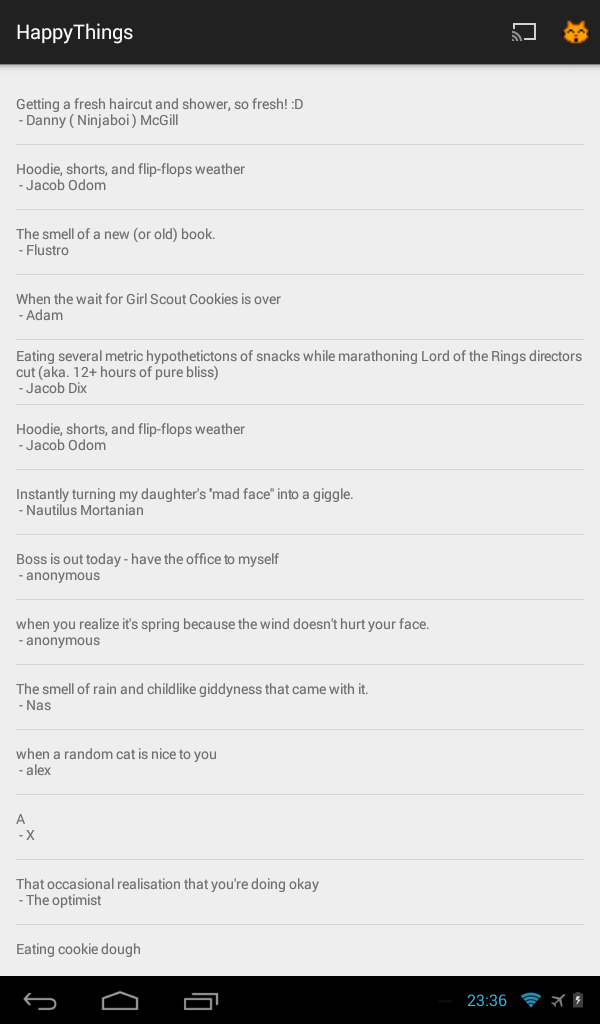 HappyThings
Getting a fresh haircut and shower, so fresh! :D
- Danny ( Ninjaboi ) McGill
Hoodie, shorts, and flip-flops weather
- Jacob Odom
The smell of a new (or old) book.
- Flustro
When the wait for Girl Scout Cookies is over
- Adam
Eating several metric hypothetictons of snacks while marathoning Lord of the Rings directors
cut (aka. 12+ hours of pure bliss)
- Jacob Dix
Hoodie, shorts, and flip-flops weather
- Jacob Odom
Instantly turning my daughter's "mad face" into a giggle.
- Nautilus Mortanian
Boss is out today - have the office to myself
- anonymous
when you realize it's spring because the wind doesn't hurt your face.
- anonymous
The smell of rain and childlike giddyness that came with it.
- Nas
when a random cat is nice to you
- alex
A
- X
That occasional realisation that you're doing okay
- The optimist
Eating cookie dough
23:36